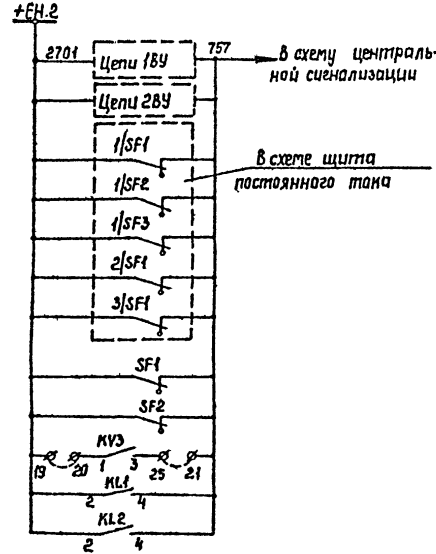 +ЕН.2
2701
Цепи 1ВУ
757
В схему централь-
ной сигнализации
Цепи 2ВУ
1/SF1
В схеме щита
постоянного тока
1/SF2
1/SF3
2/SF1
3/SF1
SF1
SF2
KV3
19 20 1 3 25 21
KL1
2 4
KL2
2 4